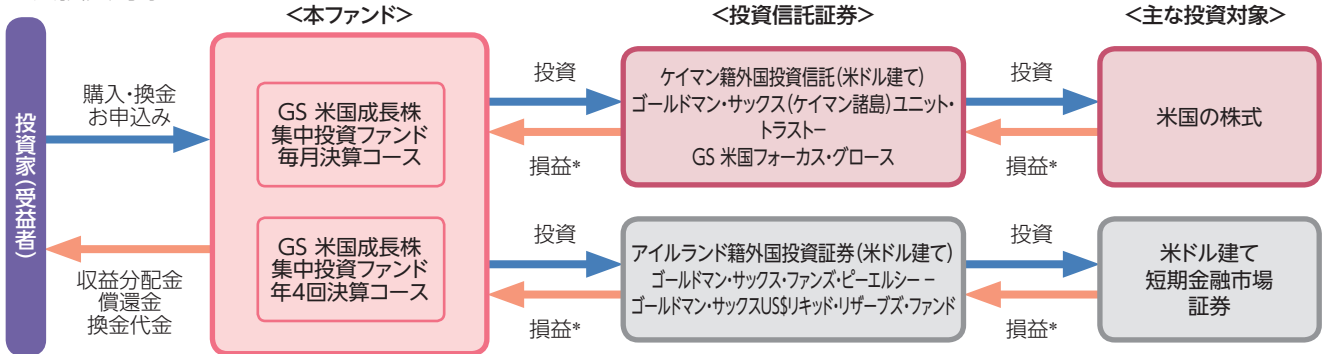 <本ファンド>
<投資信託証券>
<主な投資対象>
投資家(受益者)
購入・換金
お申込み
収益分配金
償還金
換金代金
GS 米国成長株
集中投資ファンド
毎月決算コース
GS 米国成長株
集中投資ファンド
年4回決算コース
投資
損益*
ケイマン籍外国投資信託(米ドル建て)
ゴールドマン・サックス(ケイマン諸島)ユニット・
トラストー
GS 米国フォーカス・グロース
投資
損益*
米国の株式
投資
損益*
アイルランド籍外国投資証券(米ドル建て)
ゴールドマン・サックス・ファンズ・ピーエルシー −
ゴールドマン・サックスUS$リキッド・リザーブズ・ファンド
投資
損益*
米ドル建て
短期金融市場
証券